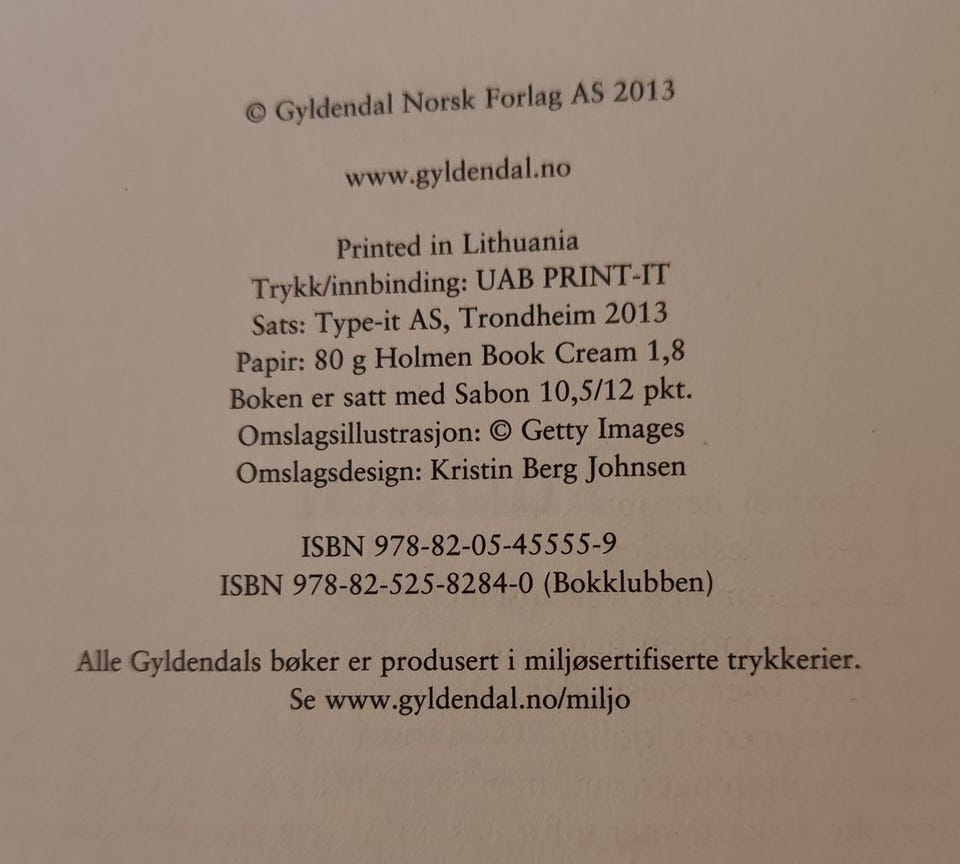 © Gyldendal Norsk Forlag AS 2013
www.gyldendal.no
Printed in Lithuania
Trykk/innbinding: UAB PRINT-IT
Sats: Type-it AS, Trondheim 2013
Papir: 80 g Holmen Book Cream 1,8
Boken er satt med Sabon 10,5/12 pkt.
Omslagsillustrasjon: © Getty Images
Omslagsdesign: Kristin Berg Johnsen
ISBN 978-82-05-45555-9
ISBN 978-82-525-8284-0 (Bokklubben)
Alle Gyldendals bøker er produsert i miljøsertifiserte trykkerier.
Se www.gyldendal.no/miljo